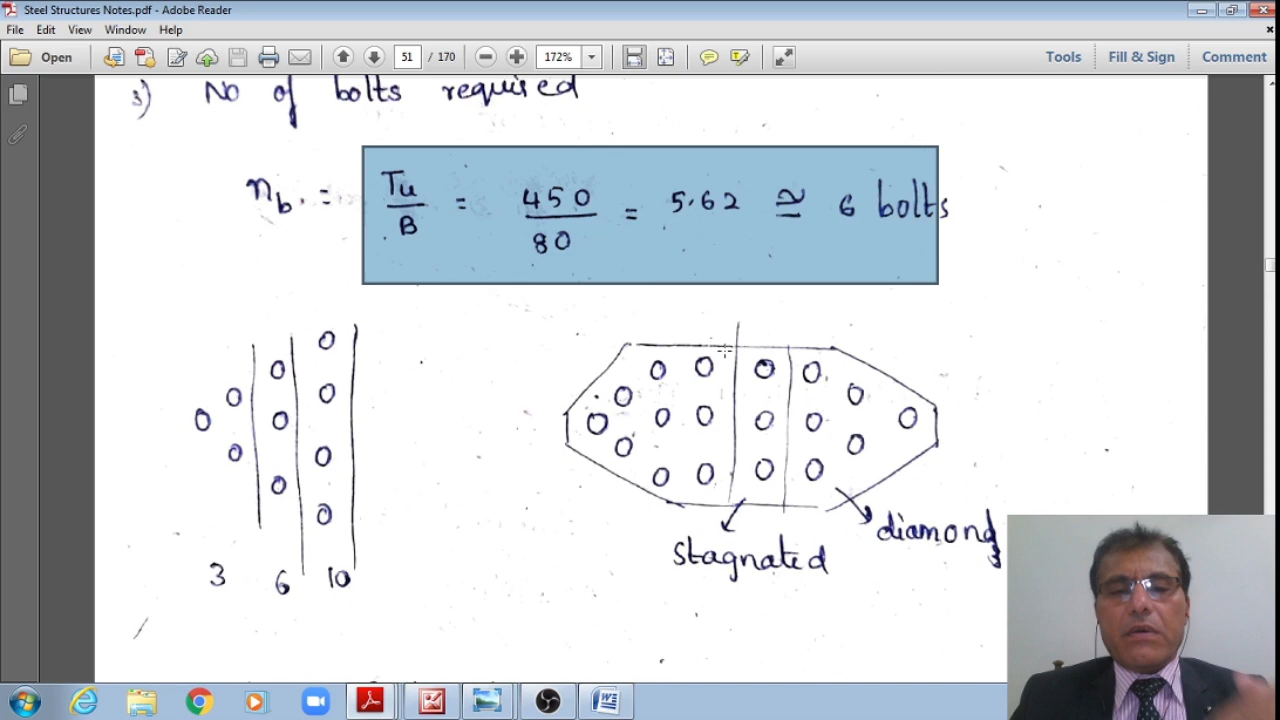 Steel Structures Notes.pdf - Adobe Reader
File Edit View Window Help
Open 51 / 170 172% Tools Fill & Sign Comment
3) No of bolts required
nb. = Tu/B = 450/80 = 5.62 ≅ 6 bolts
3 6 10
stagnated
diamond